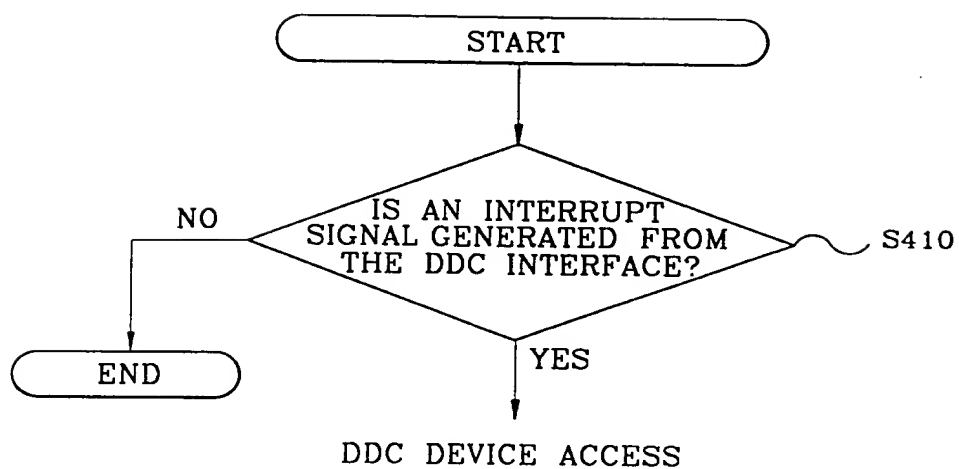 START
IS AN INTERRUPT
SIGNAL GENERATED FROM
THE DDC INTERFACE?
NO
S410
END
YES
DDC DEVICE ACCESS